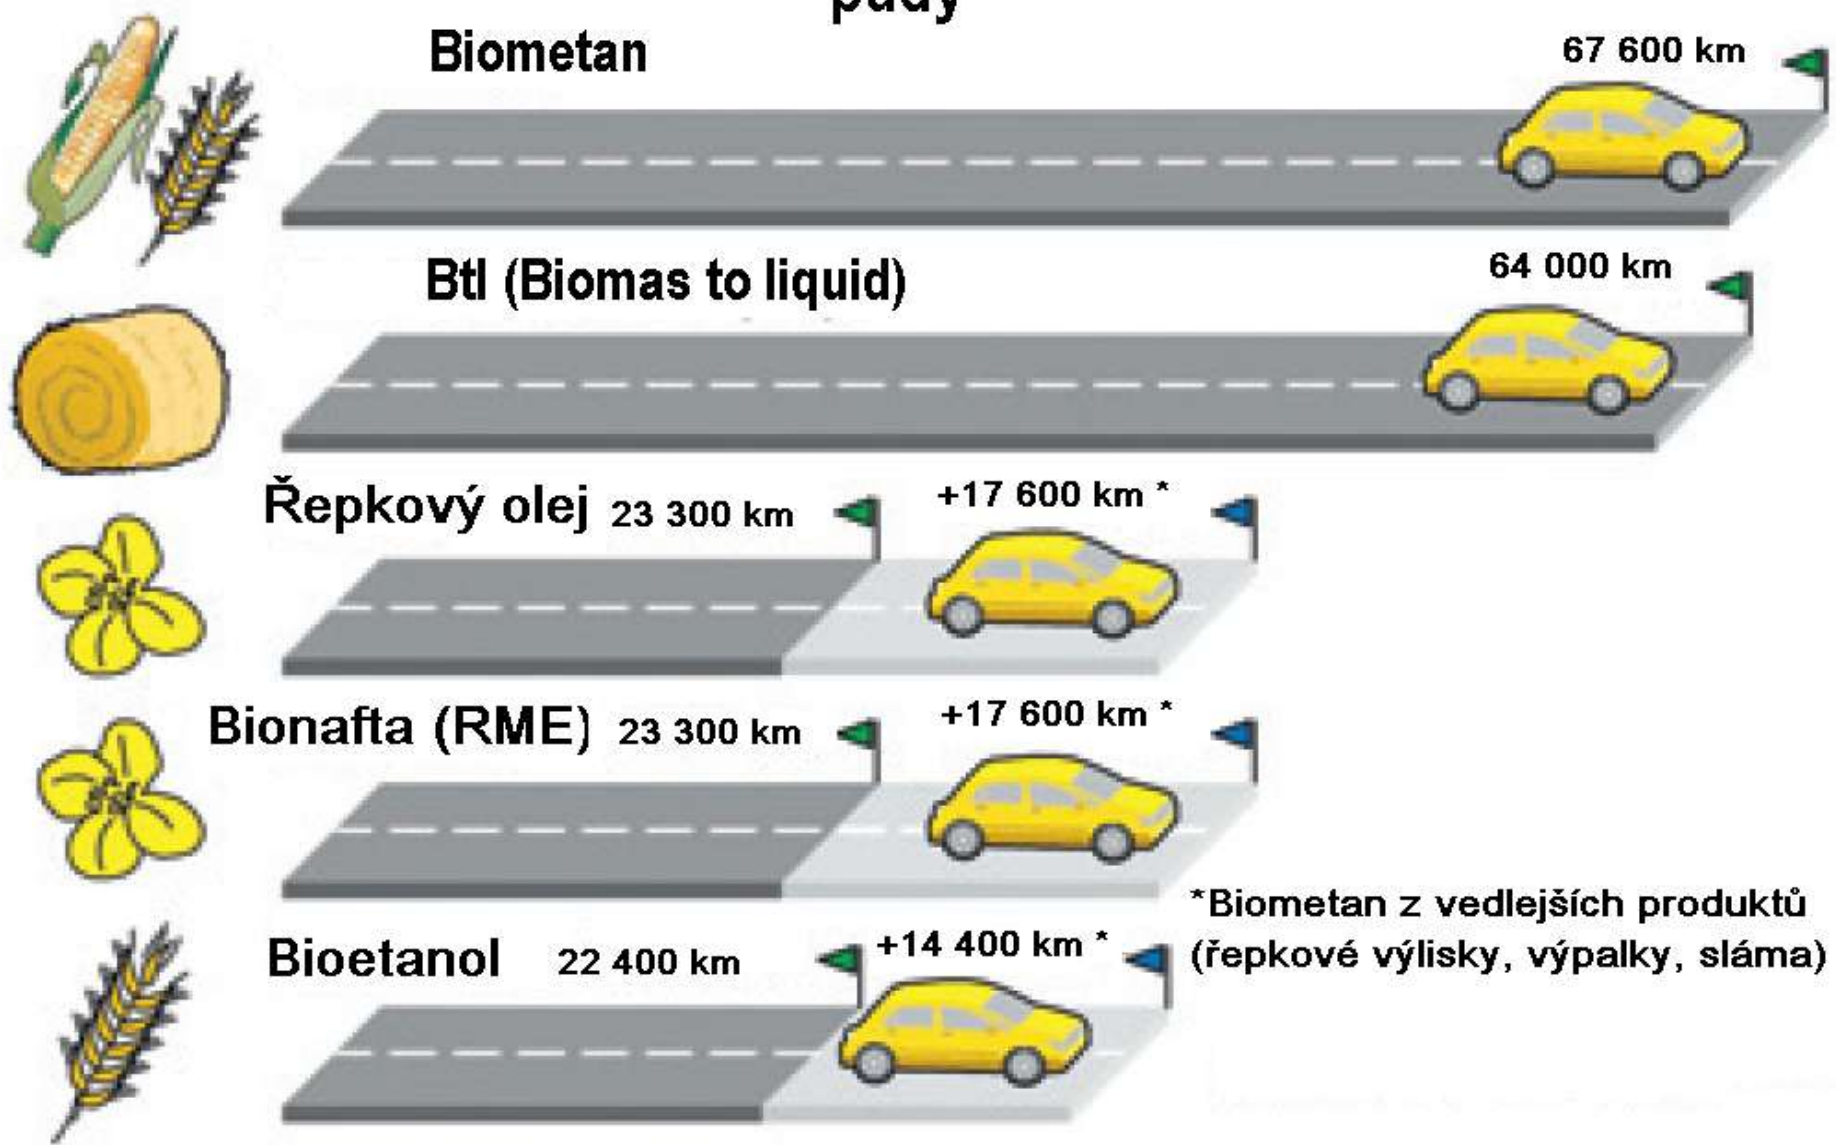 půdy
Biometan
67 600 km
Btl (Biomas to liquid)
64 000 km
Řepkový olej 23 300 km +17 600 km *
Bionafta (RME) 23 300 km +17 600 km *
*Biometan z vedlejších produktů
(řepkové výlisky, výpalky, sláma)
Bioetanol 22 400 km +14 400 km *